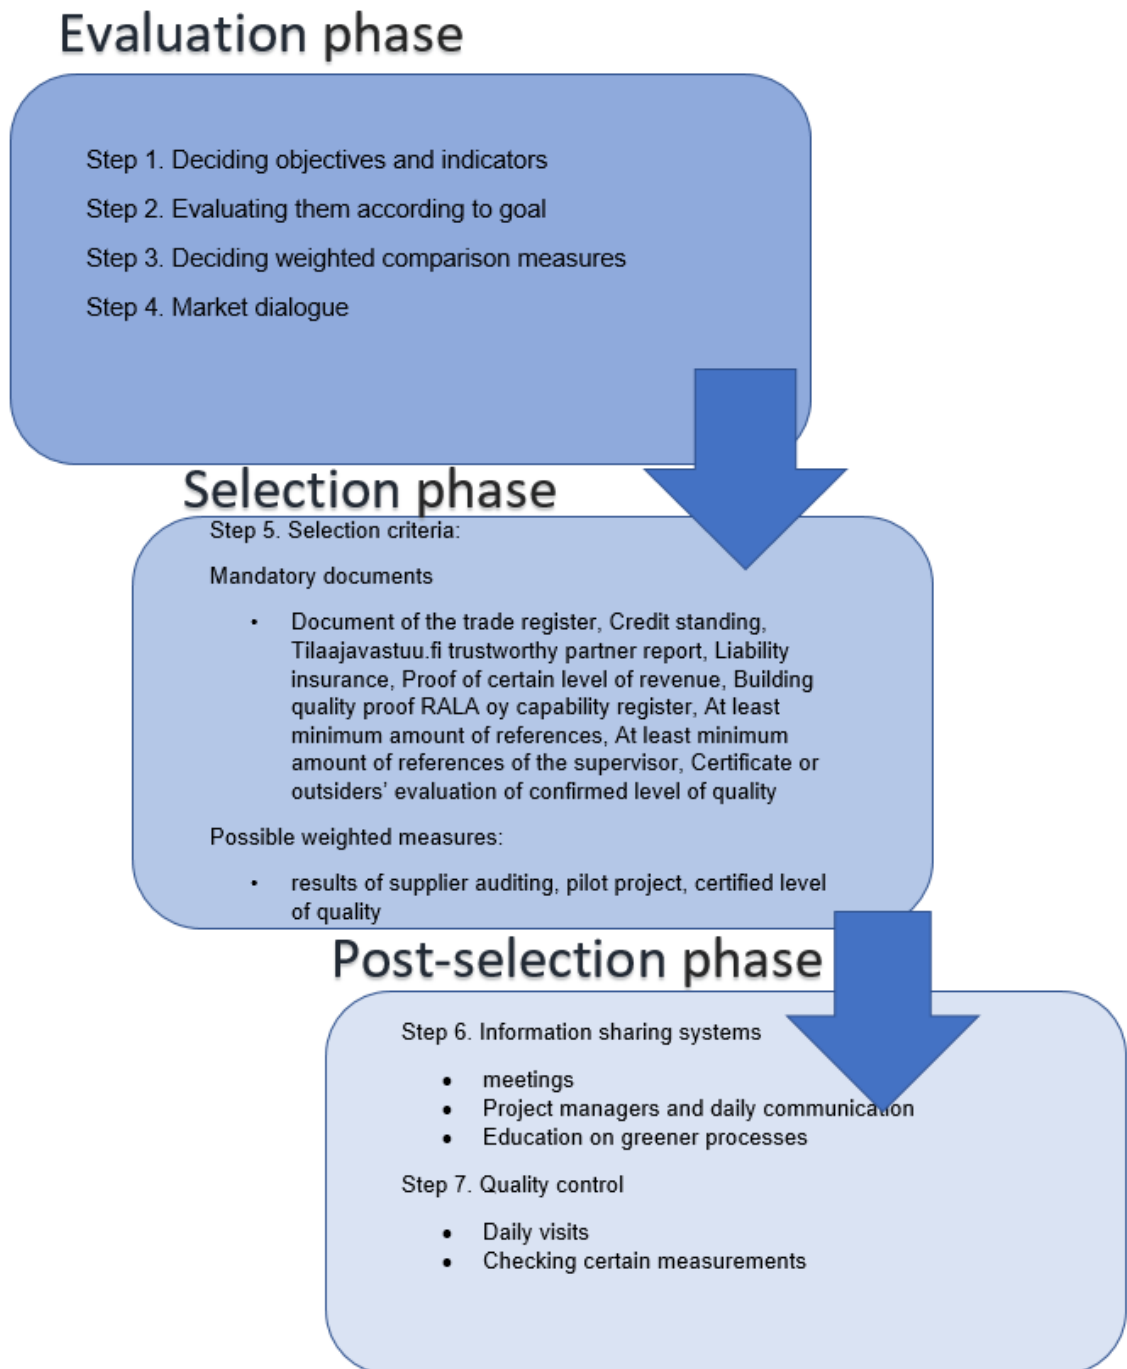 Evaluation phase
Step 1. Deciding objectives and indicators
Step 2. Evaluating them according to goal
Step 3. Deciding weighted comparison measures
Step 4. Market dialogue
Selection phase
Step 5. Selection criteria:
Mandatory documents
• Document of the trade register, Credit standing,
Tilaajavastuu.fi trustworthy partner report, Liability
insurance, Proof of certain level of revenue, Building
quality proof RALA oy capability register, At least
minimum amount of references, At least minimum
amount of references of the supervisor, Certificate or
outsiders’ evaluation of confirmed level of quality
Possible weighted measures:
• results of supplier auditing, pilot project, certified level
of quality
Post-selection phase
Step 6. Information sharing systems
• meetings
• Project managers and daily communication
• Education on greener processes
Step 7. Quality control
• Daily visits
• Checking certain measurements